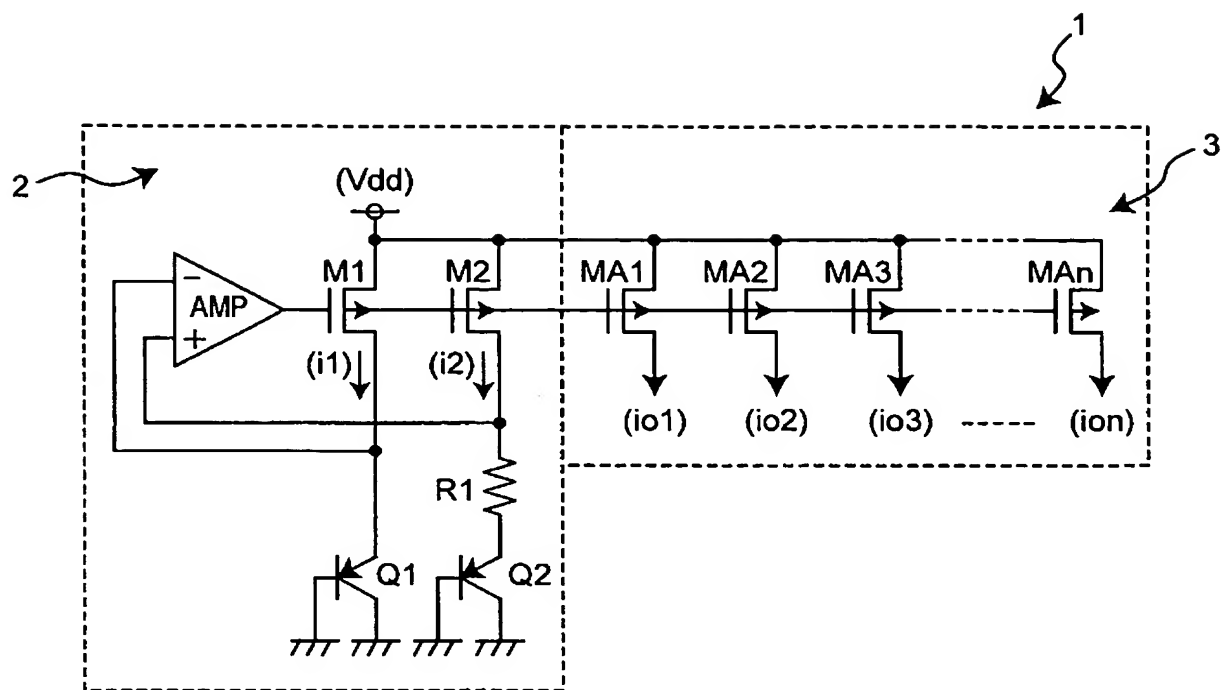 1
2
3
(Vdd)
M1
M2
MA1
MA2
MA3
MAn
−
AMP
+
(i1)
(i2)
(io1)
(io2)
(io3)
(ion)
R1
Q1
Q2